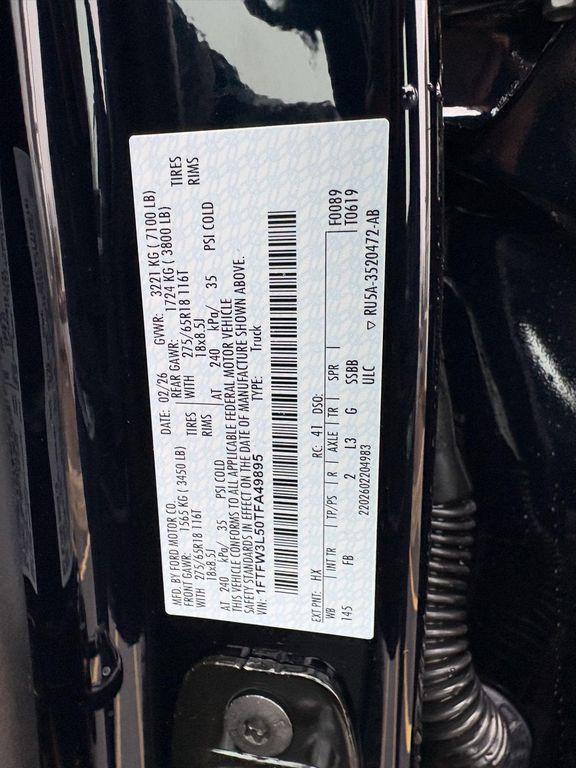 MFD. BY FORD MOTOR CO.
DATE: 02/26 GVWR: 3221 KG ( 7100 LB)
FRONT GAWR: 1565 KG ( 3450 LB)
REAR GAWR: 1724 KG ( 3800 LB)
WITH 275/65R18 116T TIRES
WITH 275/65R18 116T TIRES
18x8.5J RIMS
18x8.5J RIMS
AT 240 kPa/ 35 PSI COLD
AT 240 kPa/ 35 PSI COLD
THIS VEHICLE CONFORMS TO ALL APPLICABLE FEDERAL MOTOR VEHICLE
SAFETY STANDARDS IN EFFECT ON THE DATE OF MANUFACTURE SHOWN ABOVE.
VIN: 1FTFW3L50TFA49895
TYPE: Truck
EXT PNT: HX RC: 41 DSO: F0089
T0619
WB INT TR TP/PS R AXLE TR SPR
145 FB 2 L3 G SSBB
2202602204983 ULC
▽ RU5A-3520472-AB